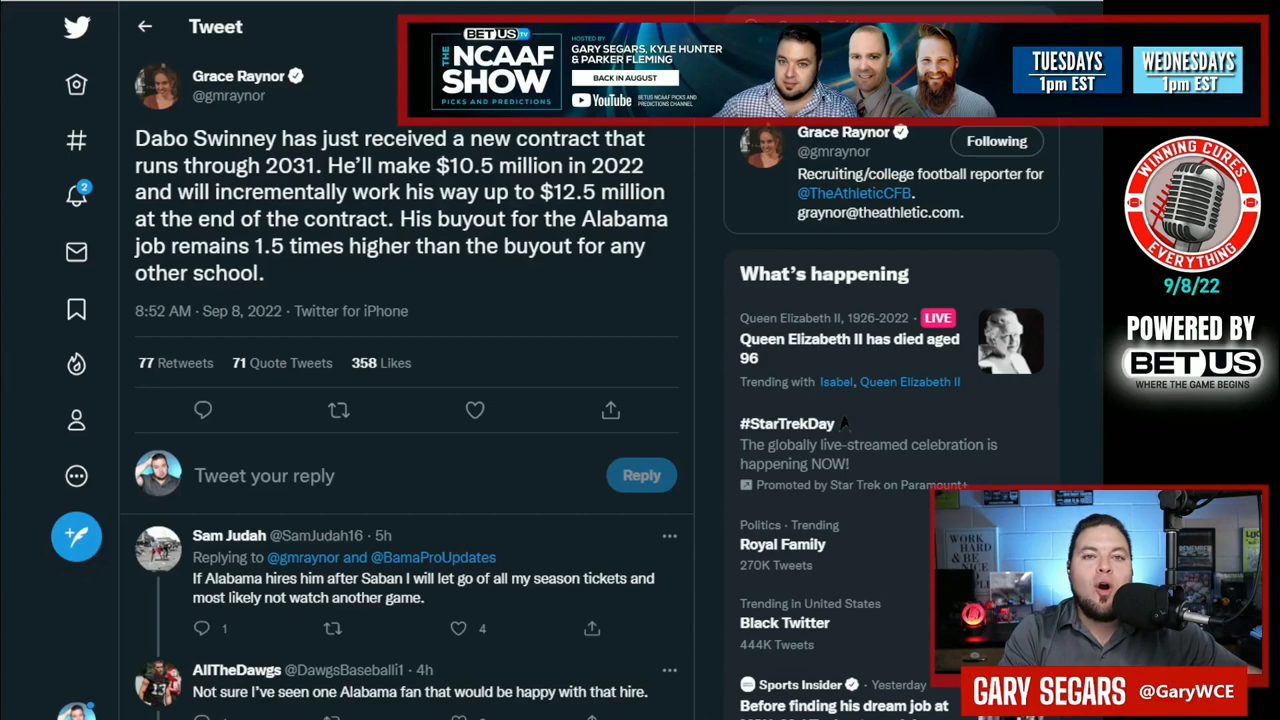 Tweet
Grace Raynor
@gmraynor
Dabo Swinney has just received a new contract that
runs through 2031. He'll make $10.5 million in 2022
and will incrementally work his way up to $12.5 million
at the end of the contract. His buyout for the Alabama
job remains 1.5 times higher than the buyout for any
other school.
8:52 AM · Sep 8, 2022 · Twitter for iPhone
77 Retweets 71 Quote Tweets 358 Likes
Tweet your reply
Reply
Sam Judah @SamJudah16 · 5h
Replying to @gmraynor and @BamaProUpdates
If Alabama hires him after Saban I will let go of all my season tickets and
most likely not watch another game.
1
4
AllTheDawgs @DawgsBaseballi1 · 4h
Not sure I've seen one Alabama fan that would be happy with that hire.
2
BETUS TV
THE
NCAAF
SHOW
PICKS AND PREDICTIONS
HOSTED BY
GARY SEGARS, KYLE HUNTER
& PARKER FLEMING
BACK IN AUGUST
YouTube
BETUS NCAAF PICKS AND
PREDICTIONS CHANNEL
TUESDAYS
1pm EST
WEDNESDAYS
1pm EST
Grace Raynor
@gmraynor
Following
Recruiting/college football reporter for
@TheAthleticCFB.
graynor@theathletic.com.
What's happening
Queen Elizabeth II, 1926-2022 · LIVE
Queen Elizabeth II has died aged
96
Trending with Isabel, Queen Elizabeth II
#StarTrekDay
The globally live-streamed celebration is
happening NOW!
Promoted by Star Trek on Paramount+
Politics · Trending
Royal Family
270K Tweets
Trending in United States
Black Twitter
444K Tweets
Sports Insider · Yesterday
Before finding his dream job at
WINNING CURES
EVERYTHING
9/8/22
POWERED BY
BETUS
WHERE THE GAME BEGINS
WORK
HARD &
BE NICE
REMEMBER
GARY SEGARS @GaryWCE